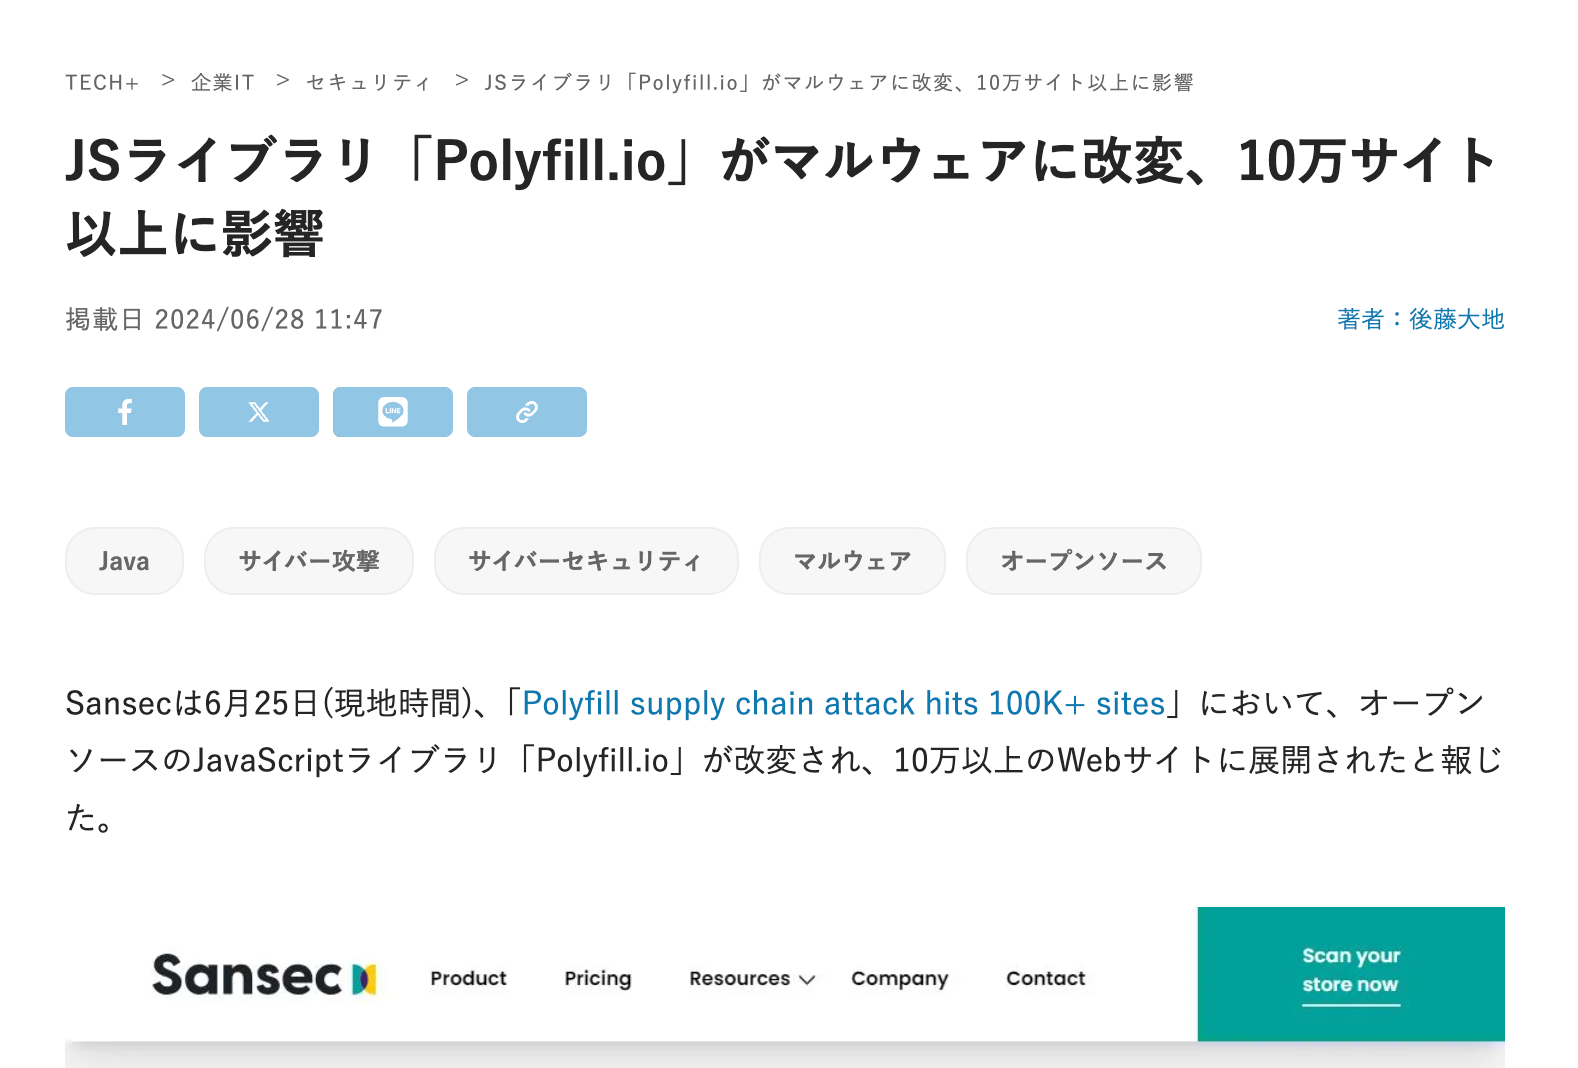 TECH+ > 企業IT > セキュリティ > JSライブラリ「Polyfill.io」がマルウェアに改変、10万サイト以上に影響
JSライブラリ「Polyfill.io」がマルウェアに改変、10万サイト
以上に影響
掲載日 2024/06/28 11:47
著者：後藤大地
LINE
Java サイバー攻撃 サイバーセキュリティ マルウェア オープンソース
Sansecは6月25日(現地時間)、「Polyfill supply chain attack hits 100K+ sites」において、オープン
ソースのJavaScriptライブラリ「Polyfill.io」が改変され、10万以上のWebサイトに展開されたと報じ
た。
Sansec Product Pricing Resources Company Contact
Scan your
store now